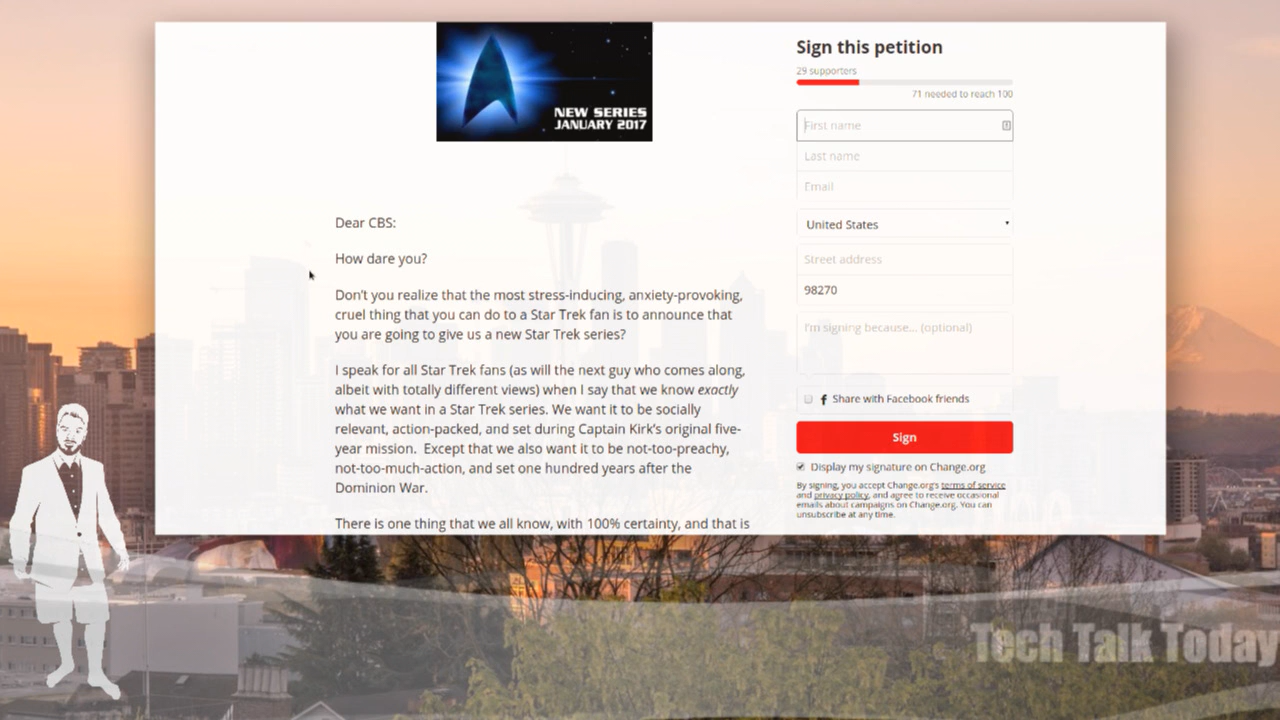 NEW SERIES
JANUARY 2017
Dear CBS:
How dare you?
Don't you realize that the most stress-inducing, anxiety-provoking,
cruel thing that you can do to a Star Trek fan is to announce that
you are going to give us a new Star Trek series?
I speak for all Star Trek fans (as will the next guy who comes along,
albeit with totally different views) when I say that we know exactly
what we want in a Star Trek series. We want it to be socially
relevant, action-packed, and set during Captain Kirk's original five-
year mission. Except that we also want it to be not-too-preachy,
not-too-much-action, and set one hundred years after the
Dominion War.
There is one thing that we all know, with 100% certainty, and that is
Sign this petition
29 supporters
71 needed to reach 100
First name
Last name
Email
United States
Street address
98270
I'm signing because... (optional)
Share with Facebook friends
Sign
Display my signature on Change.org
By signing, you accept Change.org's terms of service
and privacy policy, and agree to receive occasional
emails about campaigns on Change.org. You can
unsubscribe at any time.
Tech Talk Today